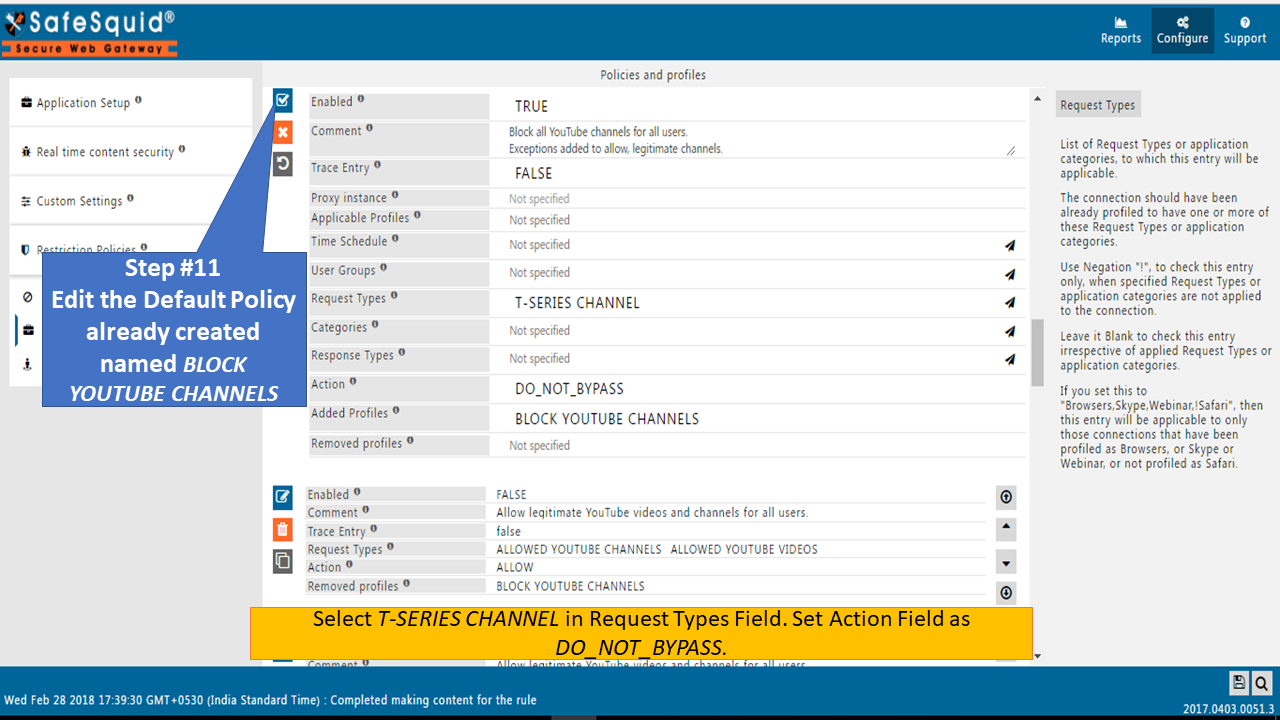 SafeSquid®
Secure Web Gateway
Reports
Configure
Support
Policies and profiles
Application Setup
Real time content security
Custom Settings
Restriction Policies
Step #11
Edit the Default Policy
already created
named BLOCK
YOUTUBE CHANNELS
Enabled TRUE
Comment Block all YouTube channels for all users.
Exceptions added to allow, legitimate channels.
Trace Entry FALSE
Proxy instance Not specified
Applicable Profiles Not specified
Time Schedule Not specified
User Groups Not specified
Request Types T-SERIES CHANNEL
Categories Not specified
Response Types Not specified
Action DO_NOT_BYPASS
Added Profiles BLOCK YOUTUBE CHANNELS
Removed profiles Not specified
Enabled FALSE
Comment Allow legitimate YouTube videos and channels for all users.
Trace Entry false
Request Types ALLOWED YOUTUBE CHANNELS ALLOWED YOUTUBE VIDEOS
Action ALLOW
Removed profiles BLOCK YOUTUBE CHANNELS
Select T-SERIES CHANNEL in Request Types Field. Set Action Field as
DO_NOT_BYPASS.
Comment Allow legitimate YouTube videos and channels for all users.
Request Types
List of Request Types or application
categories, to which this entry will be
applicable.
The connection should have been
already profiled to have one or more of
these Request Types or application
categories.
Use Negation "!", to check this entry
only, when specified Request Types or
application categories are not applied
to the connection.
Leave it Blank to check this entry
irrespective of applied Request Types or
application categories.
If you set this to
"Browsers,Skype,Webinar,!Safari", then
this entry will be applicable to only
those connections that have been
profiled as Browsers, or Skype or
Webinar, or not profiled as Safari.
Wed Feb 28 2018 17:39:30 GMT+0530 (India Standard Time) : Completed making content for the rule
2017.0403.0051.3